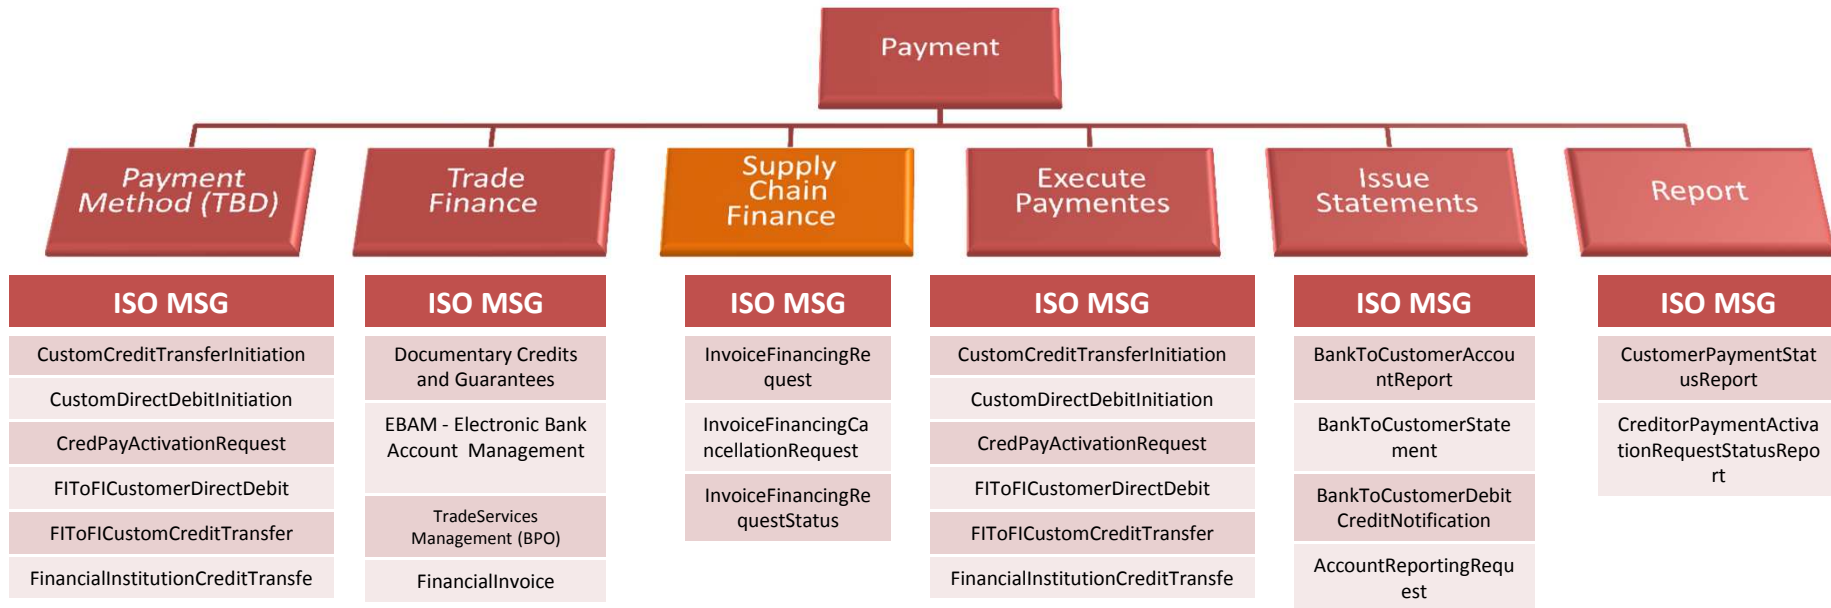 Payment
Payment
Method (TBD)
Trade
Finance
Supply
Chain
Finance
Execute
Paymentes
Issue
Statements
Report
ISO MSG
CustomCreditTransferInitiation
CustomDirectDebitInitiation
CredPayActivationRequest
FIToFICustomerDirectDebit
FIToFICustomCreditTransfer
FinancialInstitutionCreditTransfe
ISO MSG
Documentary Credits
and Guarantees
EBAM - Electronic Bank
Account Management
TradeServices
Management (BPO)
FinancialInvoice
ISO MSG
InvoiceFinancingRe
quest
InvoiceFinancingCa
ncellationRequest
InvoiceFinancingRe
questStatus
ISO MSG
CustomCreditTransferInitiation
CustomDirectDebitInitiation
CredPayActivationRequest
FIToFICustomerDirectDebit
FIToFICustomCreditTransfer
FinancialInstitutionCreditTransfe
ISO MSG
BankToCustomerAccou
ntReport
BankToCustomerState
ment
BankToCustomerDebit
CreditNotification
AccountReportingRequ
est
ISO MSG
CustomerPaymentStat
usReport
CreditorPaymentActiva
tionRequestStatusRepo
rt